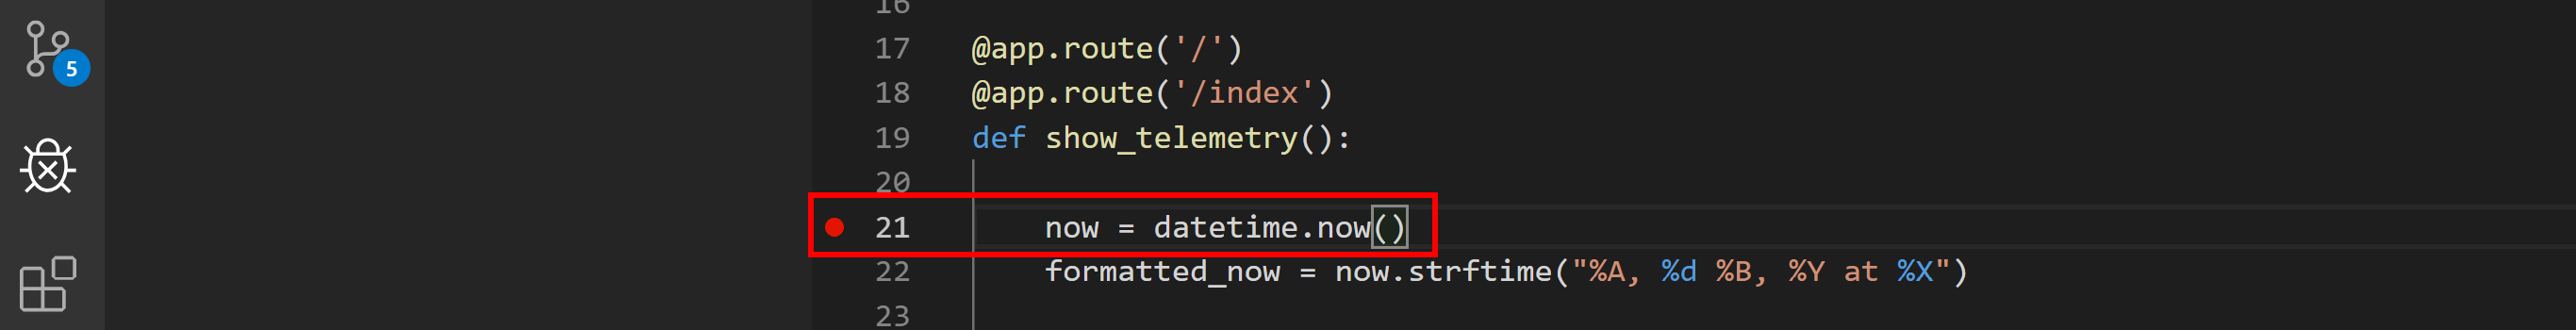 5
16
17 @app.route('/')
18 @app.route('/index')
19 def show_telemetry():
20
21 now = datetime.now()
22 formatted_now = now.strftime("%A, %d %B, %Y at %X")
23